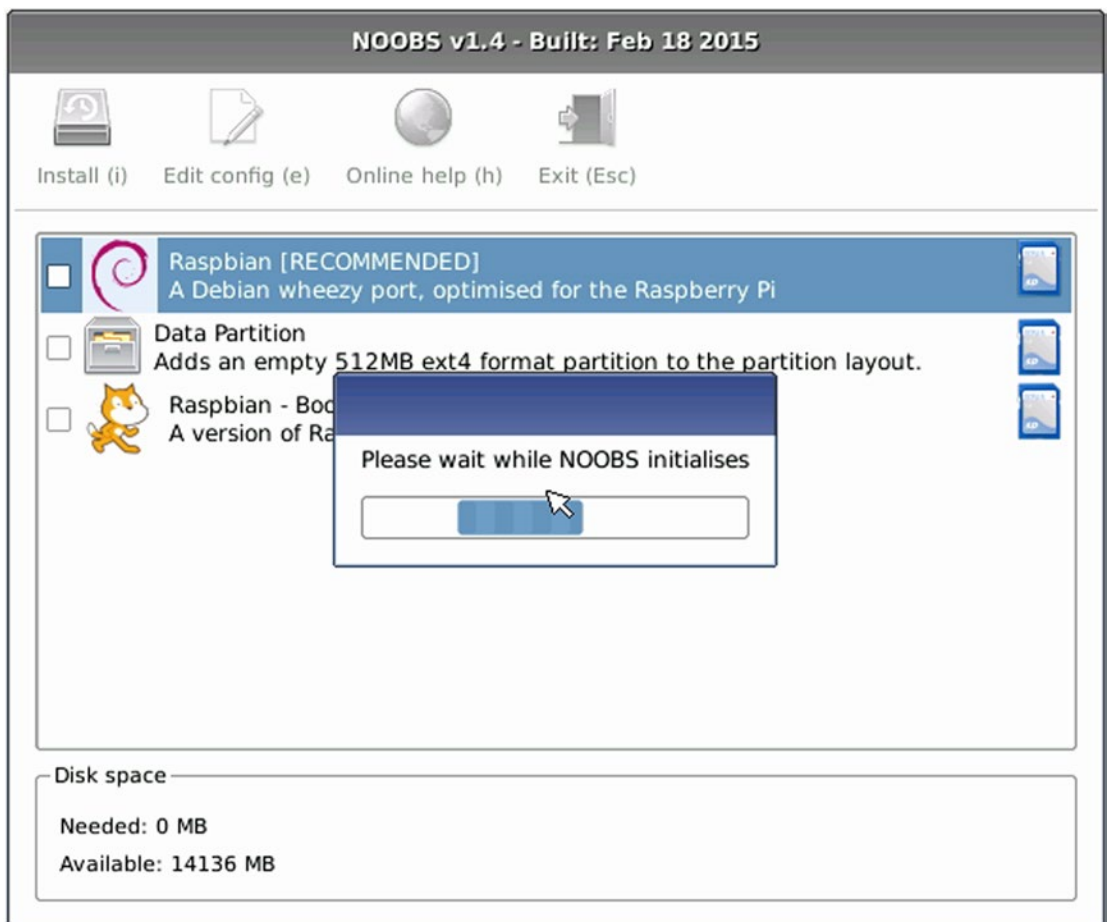 NOOBS v1.4 - Built: Feb 18 2015
Install (i) Edit config (e) Online help (h) Exit (Esc)
Raspbian [RECOMMENDED]
A Debian wheezy port, optimised for the Raspberry Pi
Data Partition
Adds an empty 512MB ext4 format partition to the partition layout.
Raspbian - Boo
A version of Ra
Please wait while NOOBS initialises
Disk space
Needed: 0 MB
Available: 14136 MB